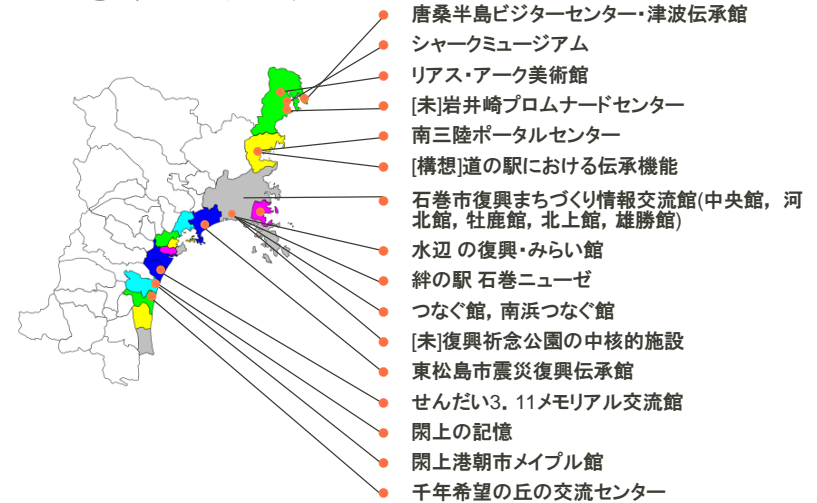 唐桑半島ビジターセンター・津波伝承館
シャークミュージアム
リアス・アーク美術館
[未]岩井崎プロムナードセンター
南三陸ポータルセンター
[構想]道の駅における伝承機能
石巻市復興まちづくり情報交流館(中央館, 河
北館, 牡鹿館, 北上館, 雄勝館)
水辺 の復興・みらい館
絆の駅 石巻ニューゼ
つなぐ館, 南浜つなぐ館
[未]復興祈念公園の中核的施設
東松島市震災復興伝承館
せんだい3. 11メモリアル交流館
閖上の記憶
閖上港朝市メイプル館
千年希望の丘の交流センター